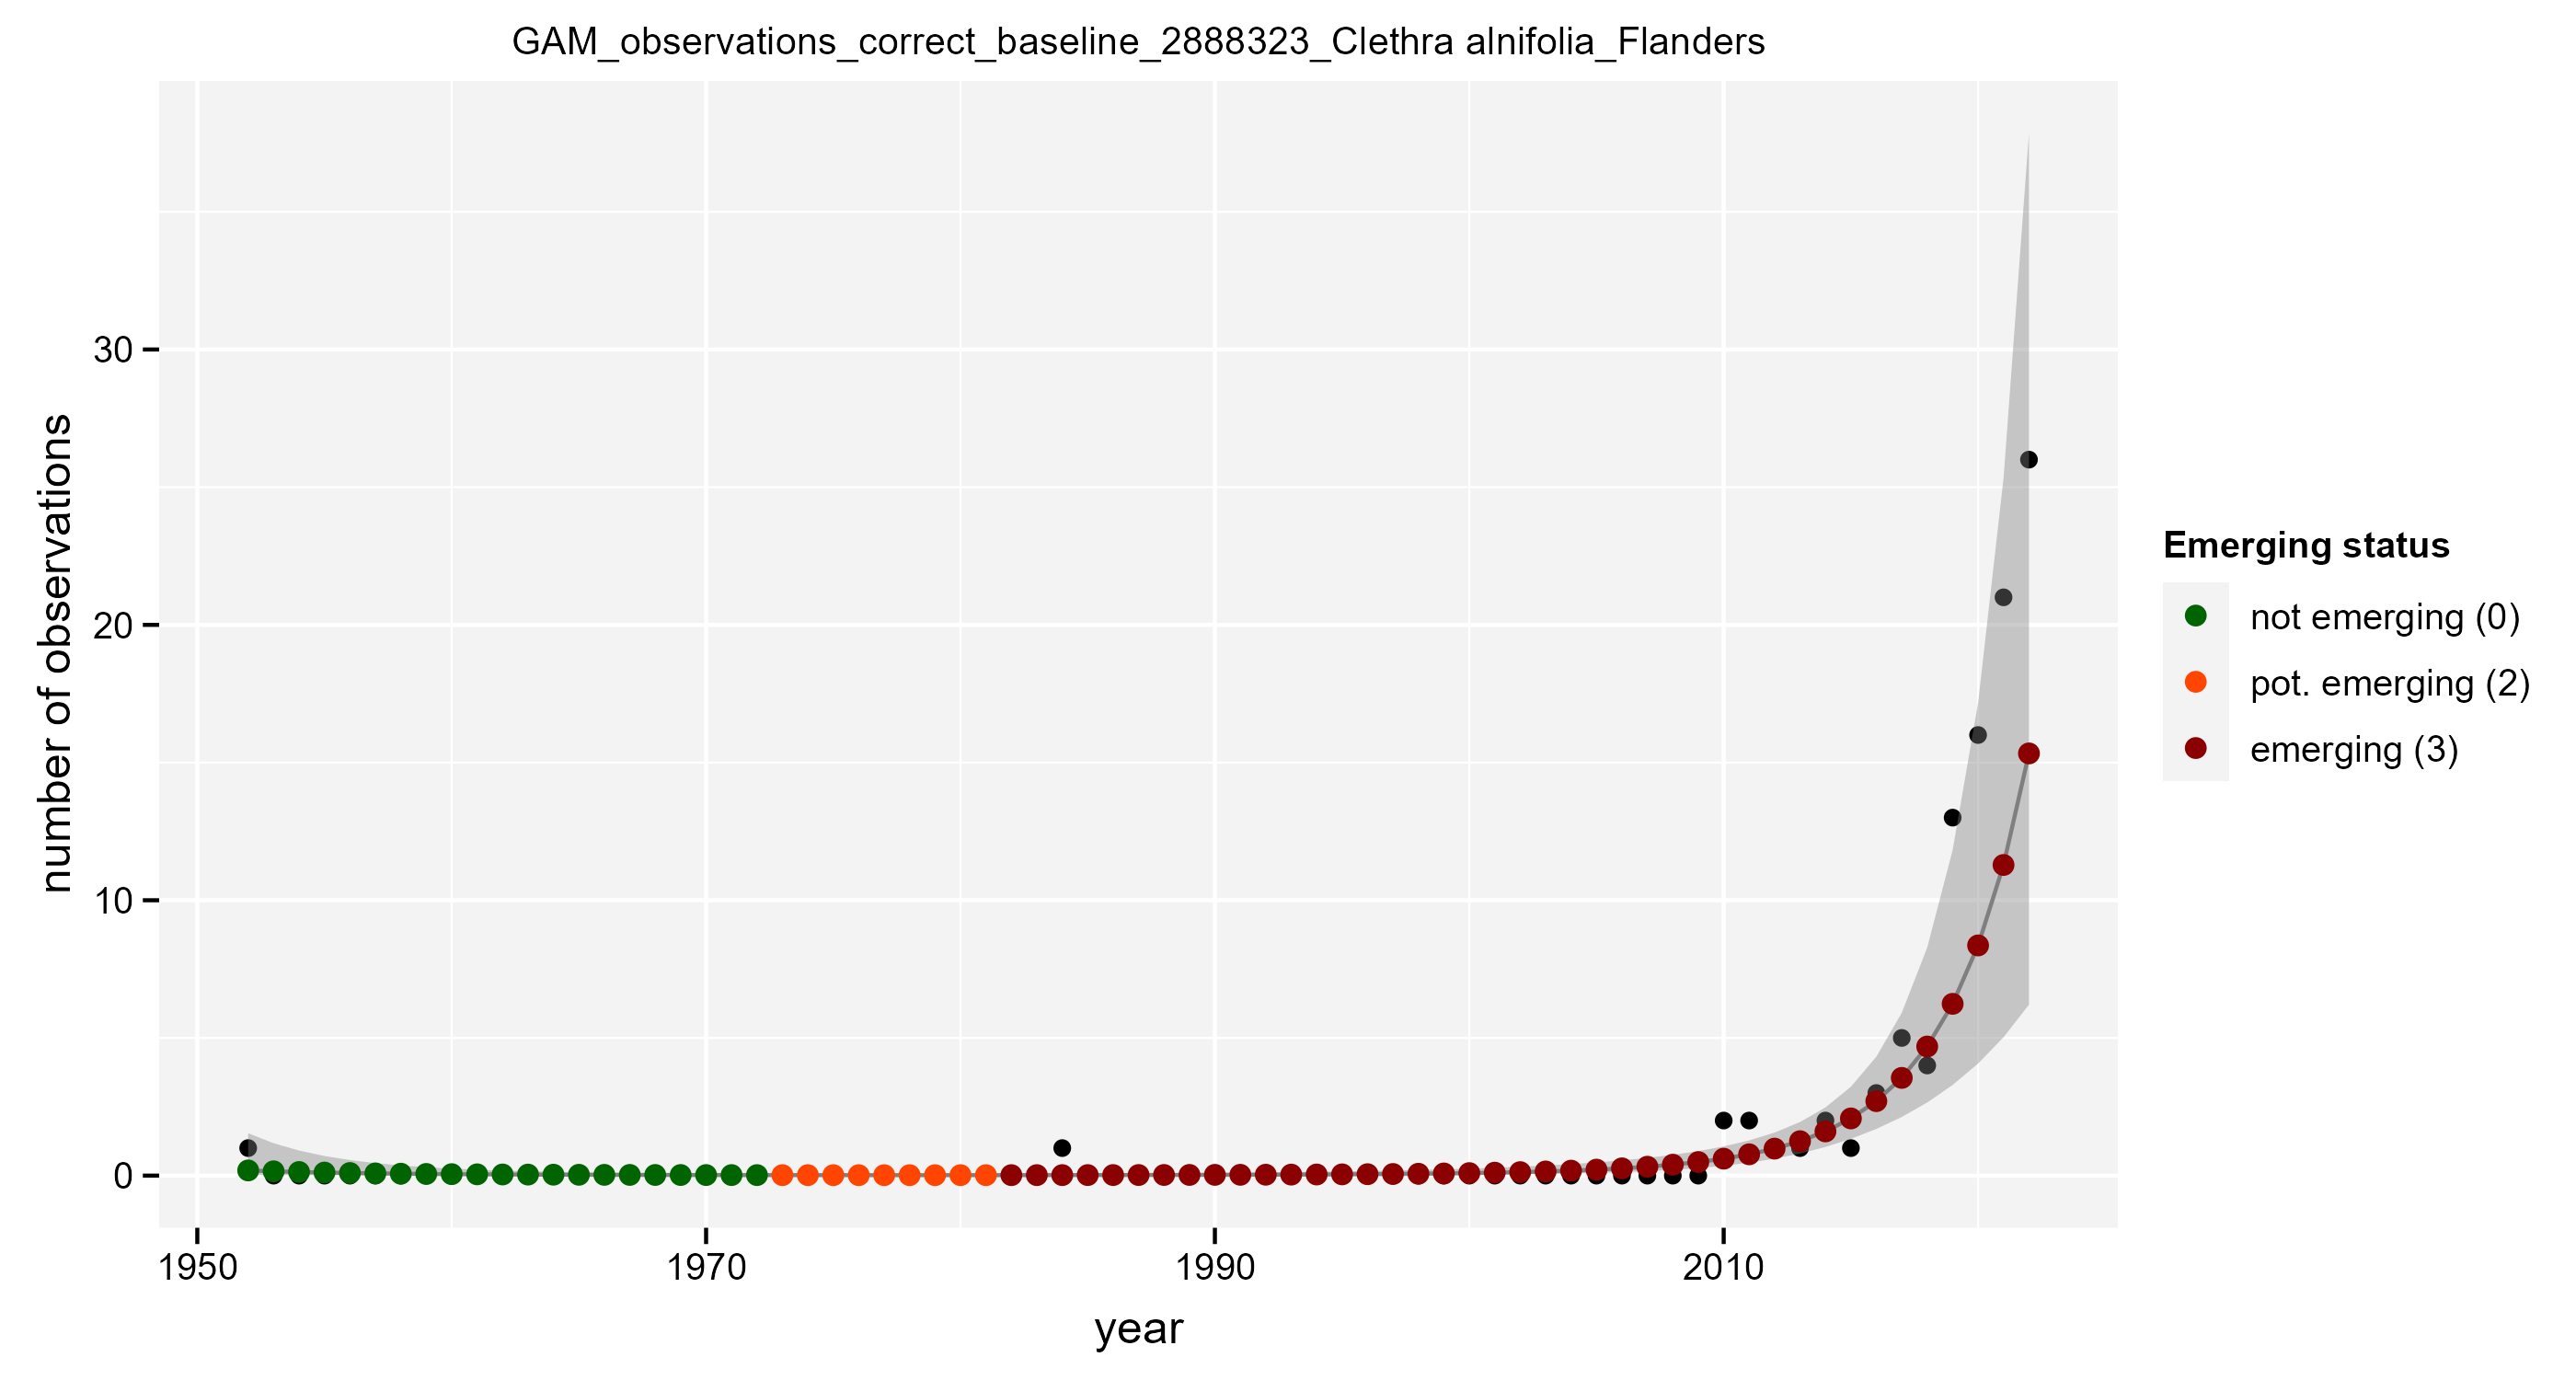 GAM_observations_correct_baseline_2888323_Clethra alnifolia_Flanders
number of observations
30
20
10
0
1950 1970 1990 2010
year
Emerging status
not emerging (0)
pot. emerging (2)
emerging (3)